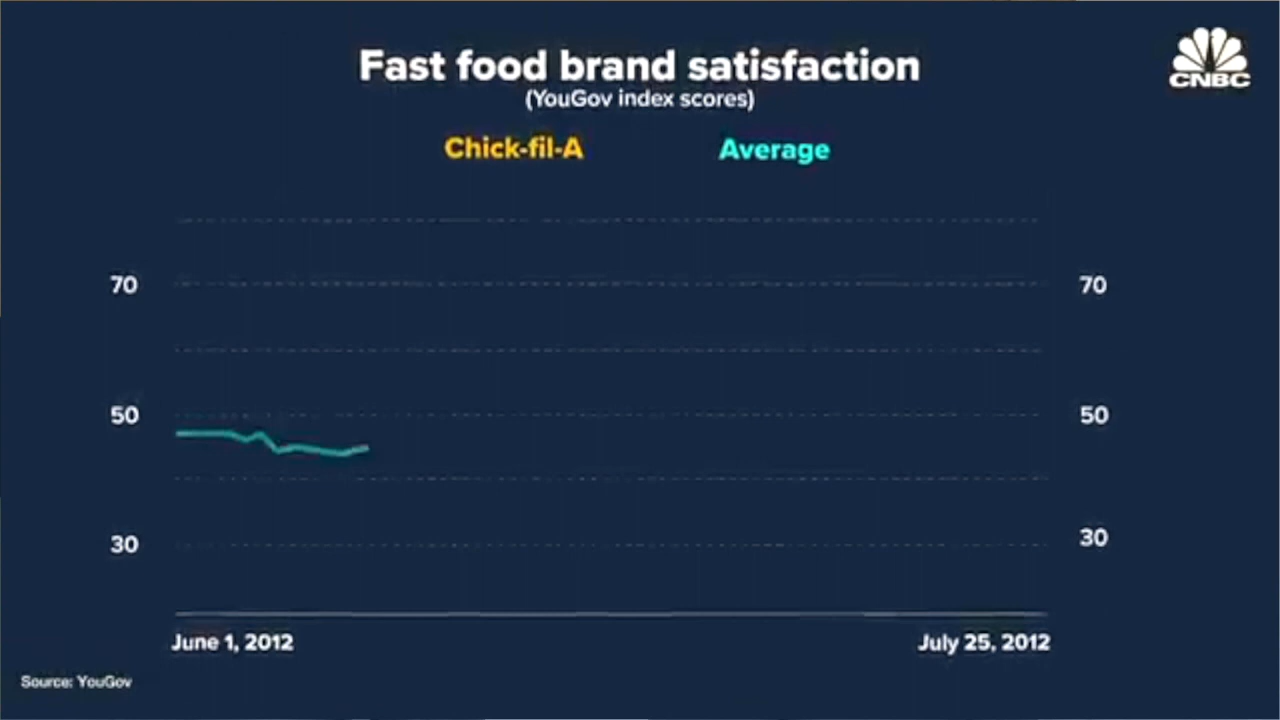 Fast food brand satisfaction
(YouGov index scores)
CNBC
Chick-fil-A Average
70 70
50 50
30 30
June 1, 2012 July 25, 2012
Source: YouGov